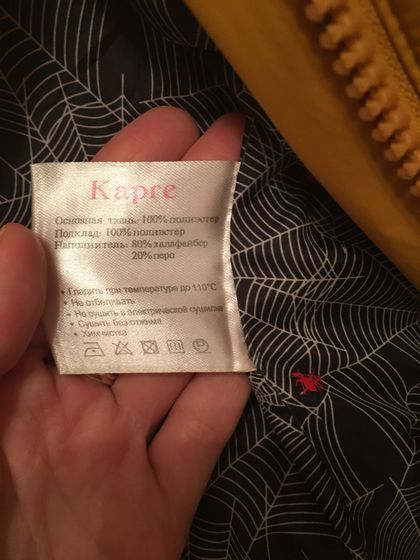 Kapre
Основная ткань: 100% полиэстер
Подклад: 100% полиэстер
Наполнитель: 80% халафайбер
20% перо
• Гладить при температуре до 110°C
• Не отбеливать
• Не сушить в электрической сушилке
• Сушить без отжима
• Химчистка